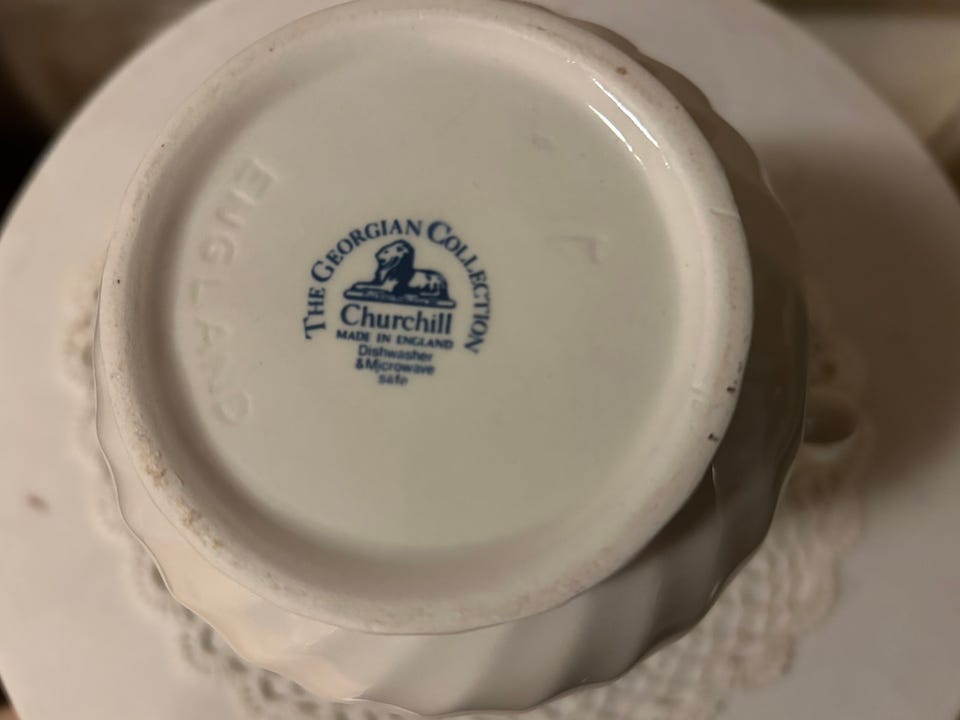 THE GEORGIAN COLLECTION
Churchill
MADE IN ENGLAND
Dishwasher
&Microwave
safe
ENGLAND